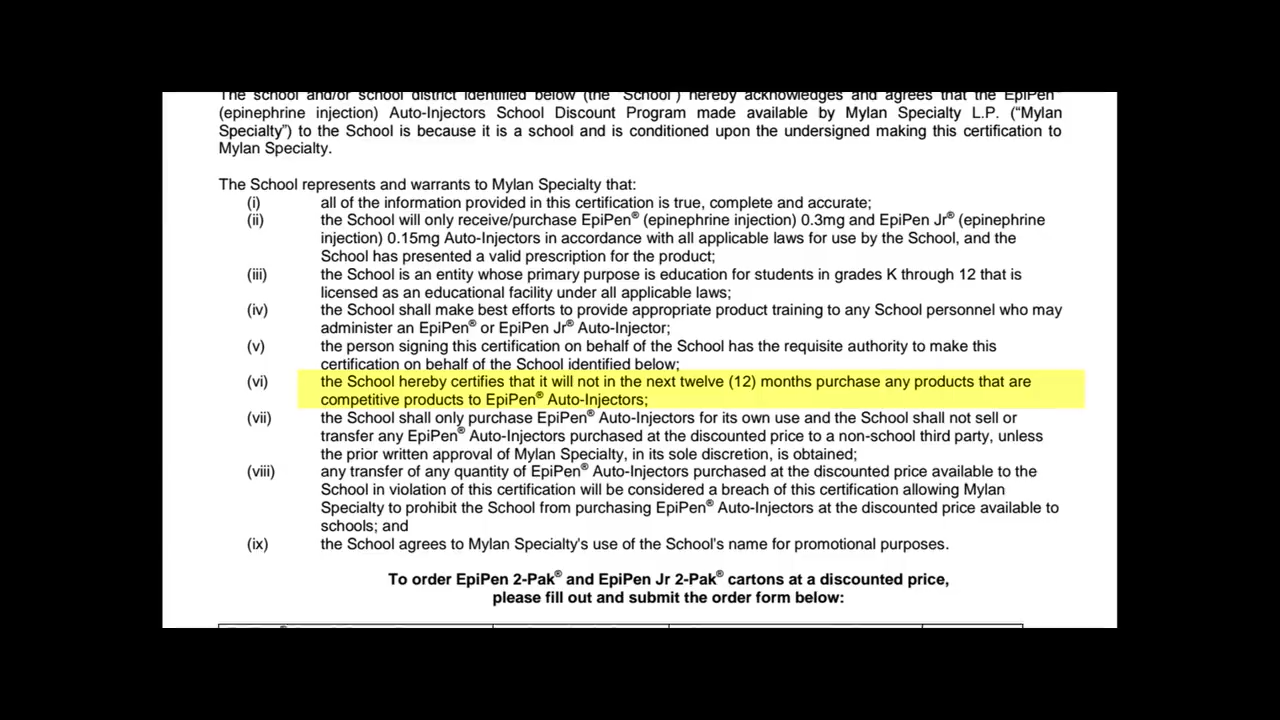 The school and/or school district identified below (the "School") hereby acknowledges and agrees that the EpiPen®
(epinephrine injection) Auto-Injectors School Discount Program made available by Mylan Specialty L.P. (“Mylan
Specialty”) to the School is because it is a school and is conditioned upon the undersigned making this certification to
Mylan Specialty.
The School represents and warrants to Mylan Specialty that:
(i) all of the information provided in this certification is true, complete and accurate;
(ii) the School will only receive/purchase EpiPen® (epinephrine injection) 0.3mg and EpiPen Jr® (epinephrine
injection) 0.15mg Auto-Injectors in accordance with all applicable laws for use by the School, and the
School has presented a valid prescription for the product;
(iii) the School is an entity whose primary purpose is education for students in grades K through 12 that is
licensed as an educational facility under all applicable laws;
(iv) the School shall make best efforts to provide appropriate product training to any School personnel who may
administer an EpiPen® or EpiPen Jr® Auto-Injector;
(v) the person signing this certification on behalf of the School has the requisite authority to make this
certification on behalf of the School identified below;
(vi) the School hereby certifies that it will not in the next twelve (12) months purchase any products that are
competitive products to EpiPen® Auto-Injectors;
(vii) the School shall only purchase EpiPen® Auto-Injectors for its own use and the School shall not sell or
transfer any EpiPen® Auto-Injectors purchased at the discounted price to a non-school third party, unless
the prior written approval of Mylan Specialty, in its sole discretion, is obtained;
(viii) any transfer of any quantity of EpiPen® Auto-Injectors purchased at the discounted price available to the
School in violation of this certification will be considered a breach of this certification allowing Mylan
Specialty to prohibit the School from purchasing EpiPen® Auto-Injectors at the discounted price available to
schools; and
(ix) the School agrees to Mylan Specialty's use of the School's name for promotional purposes.
To order EpiPen 2-Pak® and EpiPen Jr 2-Pak® cartons at a discounted price,
please fill out and submit the order form below: